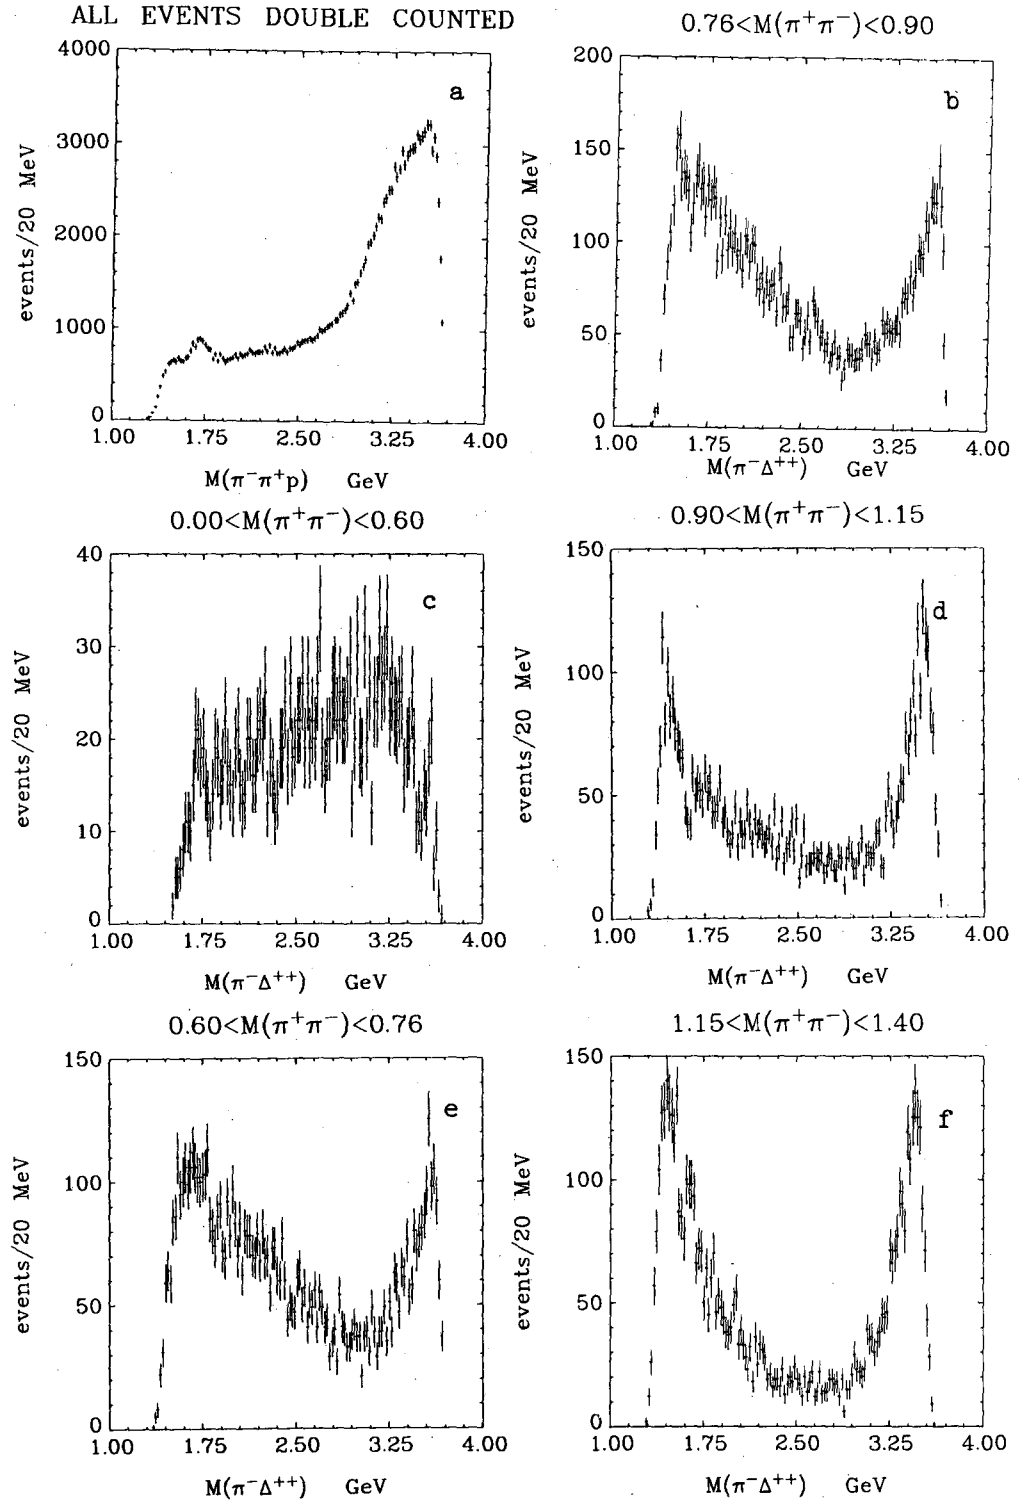 ALL EVENTS DOUBLE COUNTED
4000
3000
2000
1000
0
events/20 MeV
a
1.00 1.75 2.50 3.25 4.00
M(π⁻π⁺p) GeV
0.76<M(π⁺π⁻)<0.90
200
150
100
50
0
events/20 MeV
b
1.00 1.75 2.50 3.25 4.00
M(π⁻Δ⁺⁺) GeV
0.00<M(π⁺π⁻)<0.60
40
30
20
10
0
events/20 MeV
c
1.00 1.75 2.50 3.25 4.00
M(π⁻Δ⁺⁺) GeV
0.90<M(π⁺π⁻)<1.15
150
100
50
0
events/20 MeV
d
1.00 1.75 2.50 3.25 4.00
M(π⁻Δ⁺⁺) GeV
0.60<M(π⁺π⁻)<0.76
150
100
50
0
events/20 MeV
e
1.00 1.75 2.50 3.25 4.00
M(π⁻Δ⁺⁺) GeV
1.15<M(π⁺π⁻)<1.40
150
100
50
0
events/20 MeV
f
1.00 1.75 2.50 3.25 4.00
M(π⁻Δ⁺⁺) GeV